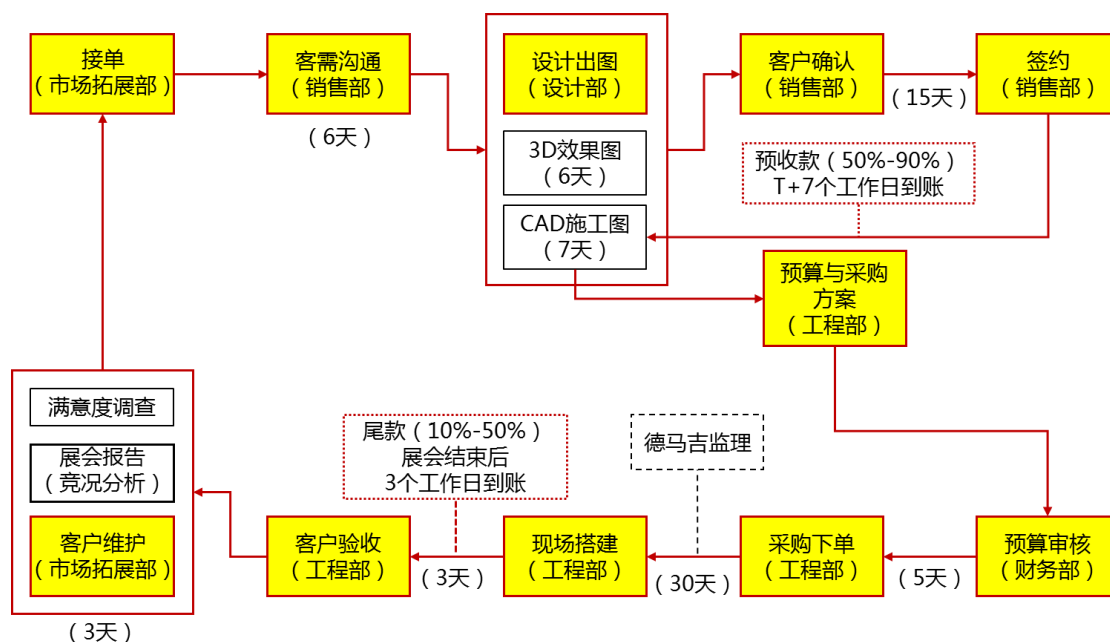 接单
（市场拓展部）
客需沟通
（销售部）
（6天）
设计出图
（设计部）
3D效果图
（6天）
CAD施工图
（7天）
客户确认
（销售部）
（15天）
签约
（销售部）
预收款（50%-90%）
T+7个工作日到账
预算与采购
方案
（工程部）
满意度调查
展会报告
（竞况分析）
客户维护
（市场拓展部）
（3天）
尾款（10%-50%）
展会结束后
3个工作日到账
德马吉监理
客户验收
（工程部）
（3天）
现场搭建
（工程部）
（30天）
采购下单
（工程部）
（5天）
预算审核
（财务部）